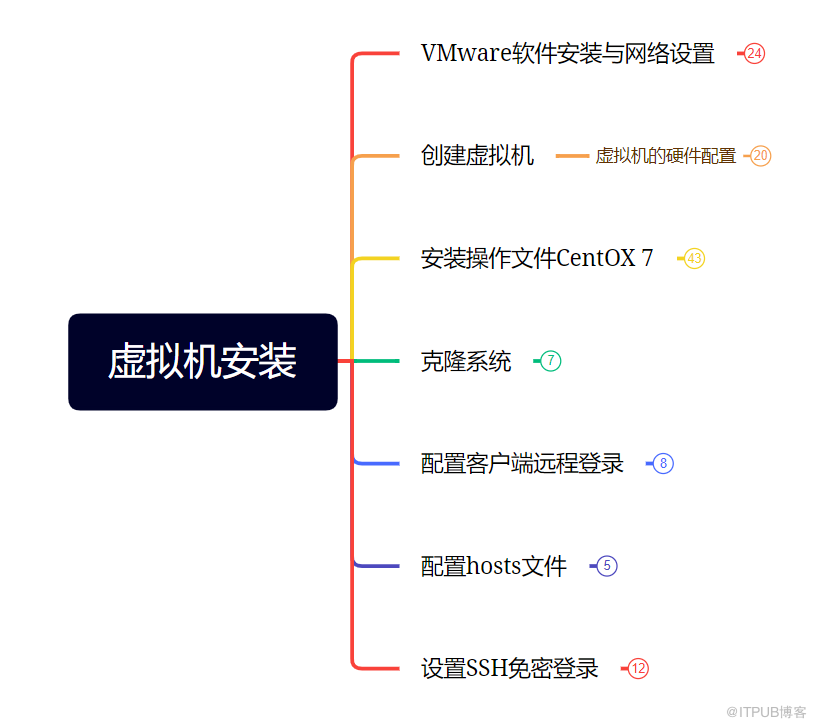 VMware软件安装与网络设置 24
创建虚拟机 虚拟机的硬件配置 20
安装操作文件CentOX 7 43
虚拟机安装
克隆系统 7
配置客户端远程登录 8
配置hosts文件 5
设置SSH免密登录 12
@ITPUB博客